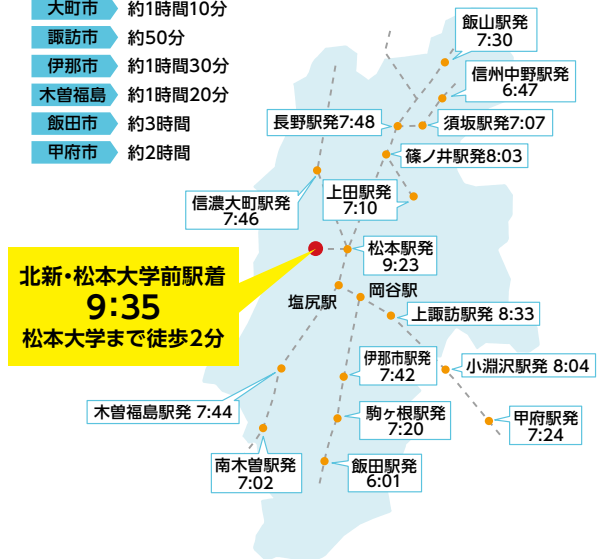 大町市 約1時間10分
諏訪市 約50分
伊那市 約1時間30分
木曽福島 約1時間20分
飯田市 約3時間
甲府市 約2時間
飯山駅発
7:30
信州中野駅発
6:47
長野駅発7:48
須坂駅発7:07
篠ノ井駅発8:03
上田駅発
7:10
信濃大町駅発
7:46
松本駅発
9:23
北新・松本大学前駅着
9:35
松本大学まで徒歩2分
塩尻駅
岡谷駅
上諏訪駅発 8:33
伊那市駅発
7:42
小淵沢駅発 8:04
木曽福島駅発 7:44
駒ヶ根駅発
7:20
甲府駅発
7:24
南木曽駅発
7:02
飯田駅発
6:01